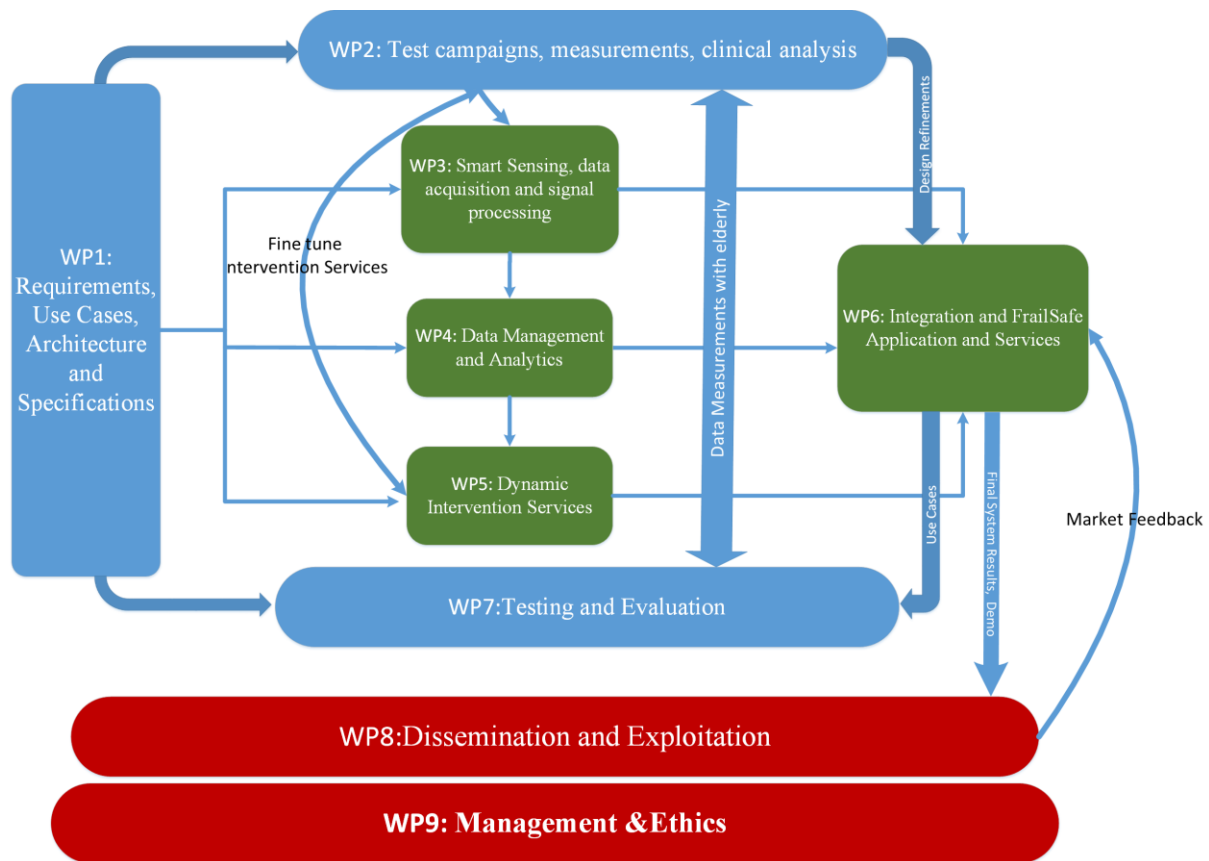 WP2: Test campaigns, measurements, clinical analysis
WP1:
Requirements,
Use Cases,
Architecture
and
Specifications
WP3: Smart Sensing, data
acquisition and signal
processing
Design Refinements
Fine tune
ntervention Services
Data Measurements with elderly
WP4: Data Management
and Analytics
WP6: Integration and FrailSafe
Application and Services
WP5: Dynamic
Intervention Services
Use Cases
Final System Results, Demo
Market Feedback
WP7:Testing and Evaluation
WP8:Dissemination and Exploitation
WP9: Management &Ethics